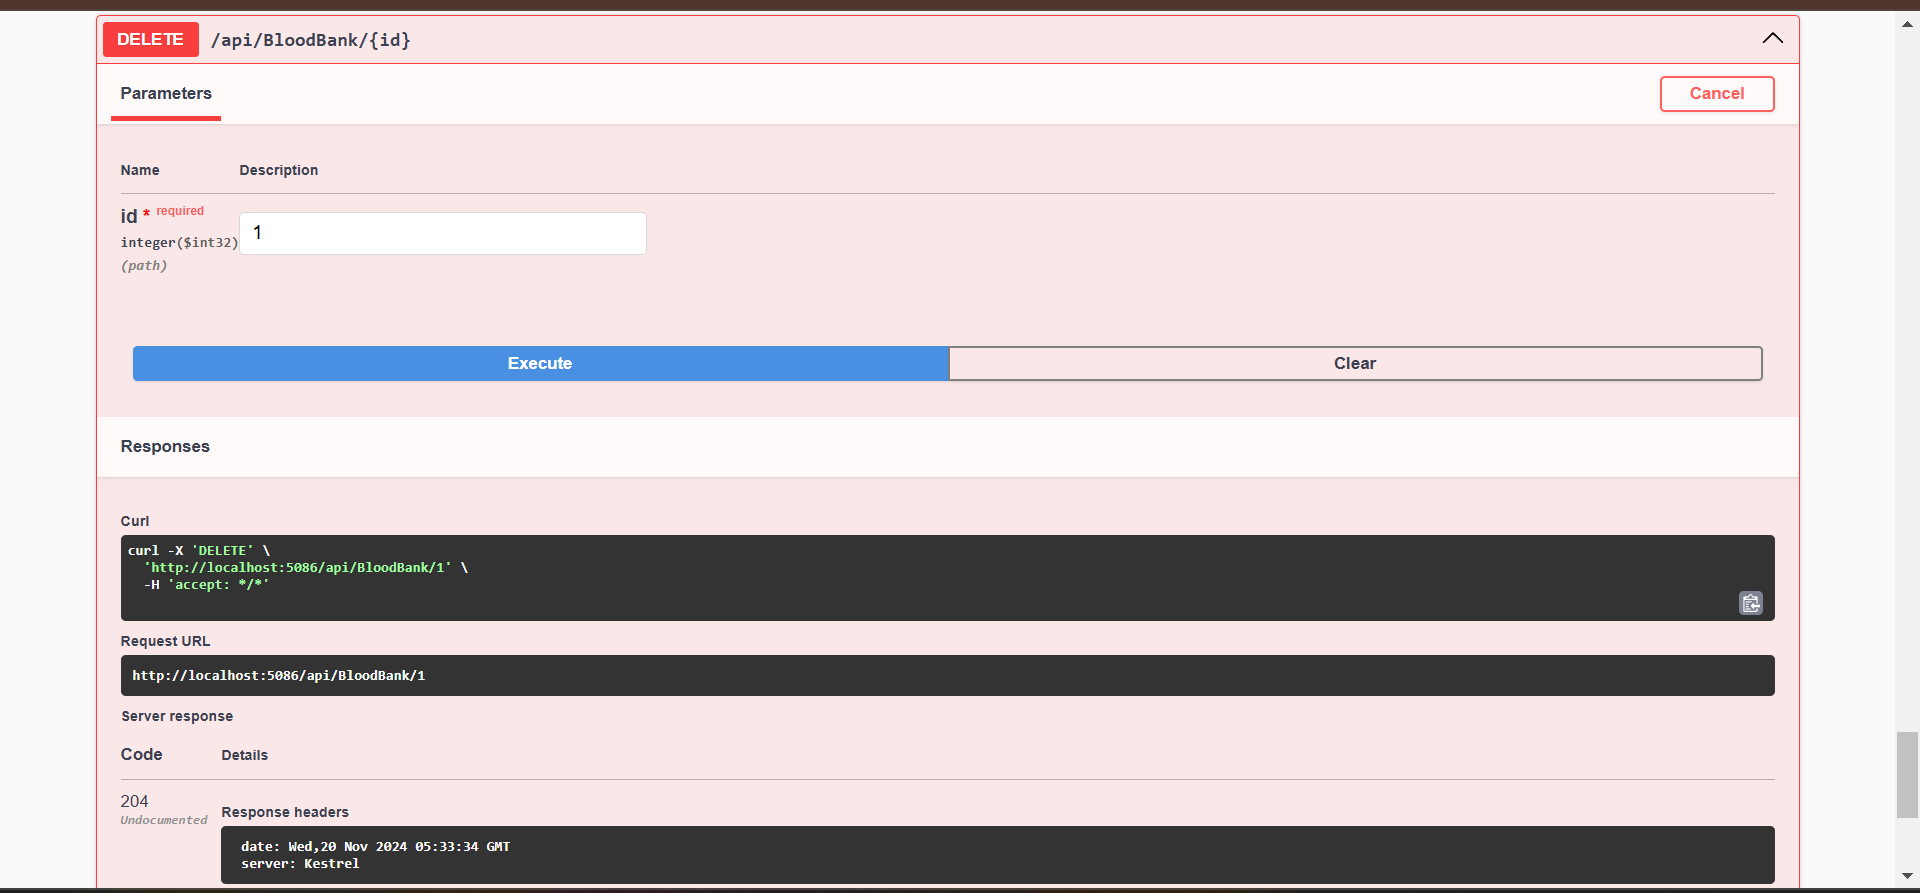 DELETE /api/BloodBank/{id}
Parameters
Cancel
Name Description
id * required
integer($int32)
(path)
1
Execute
Clear
Responses
Curl
curl -X 'DELETE' \
  'http://localhost:5086/api/BloodBank/1' \
  -H 'accept: */*'
Request URL
http://localhost:5086/api/BloodBank/1
Server response
Code Details
204
Undocumented
Response headers
date: Wed,20 Nov 2024 05:33:34 GMT
server: Kestrel